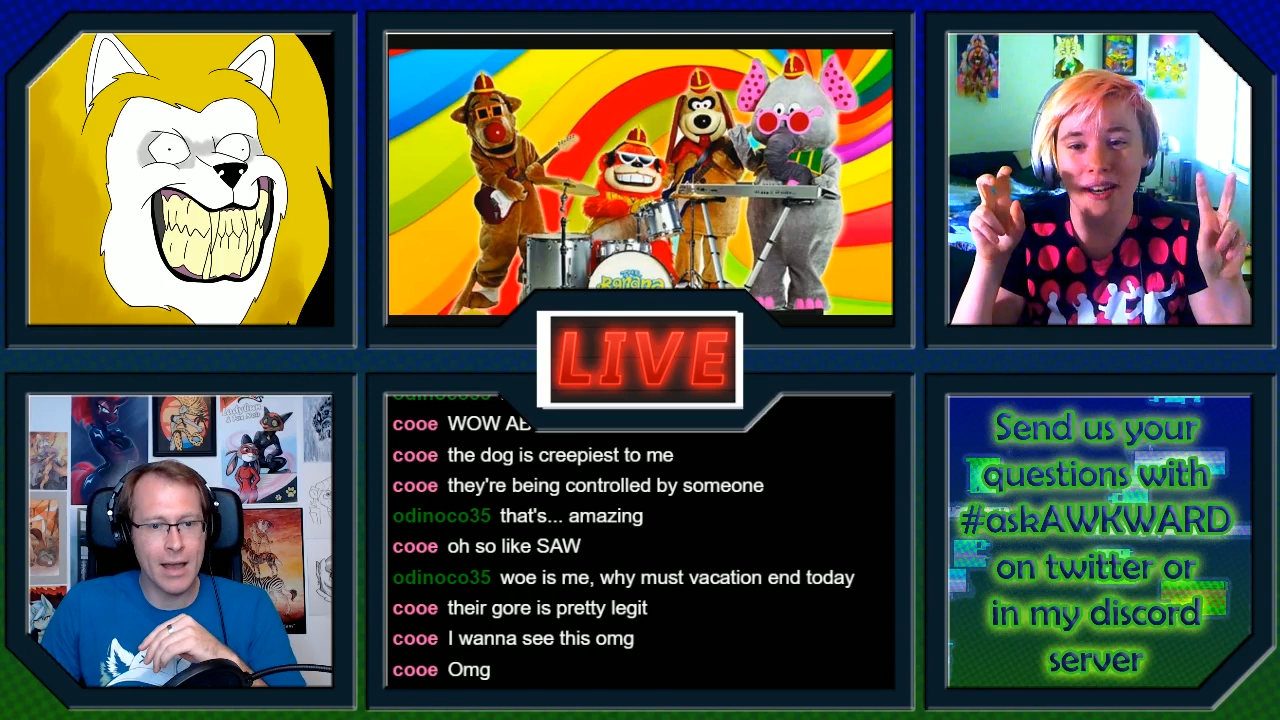 THE
Banana
LIVE
cooe WOW AB
cooe the dog is creepiest to me
cooe they're being controlled by someone
odinoco35 that's... amazing
cooe oh so like SAW
odinoco35 woe is me, why must vacation end today
cooe their gore is pretty legit
cooe I wanna see this omg
cooe Omg
Send us your
questions with
#askAWKWARD
on twitter or
in my discord
server